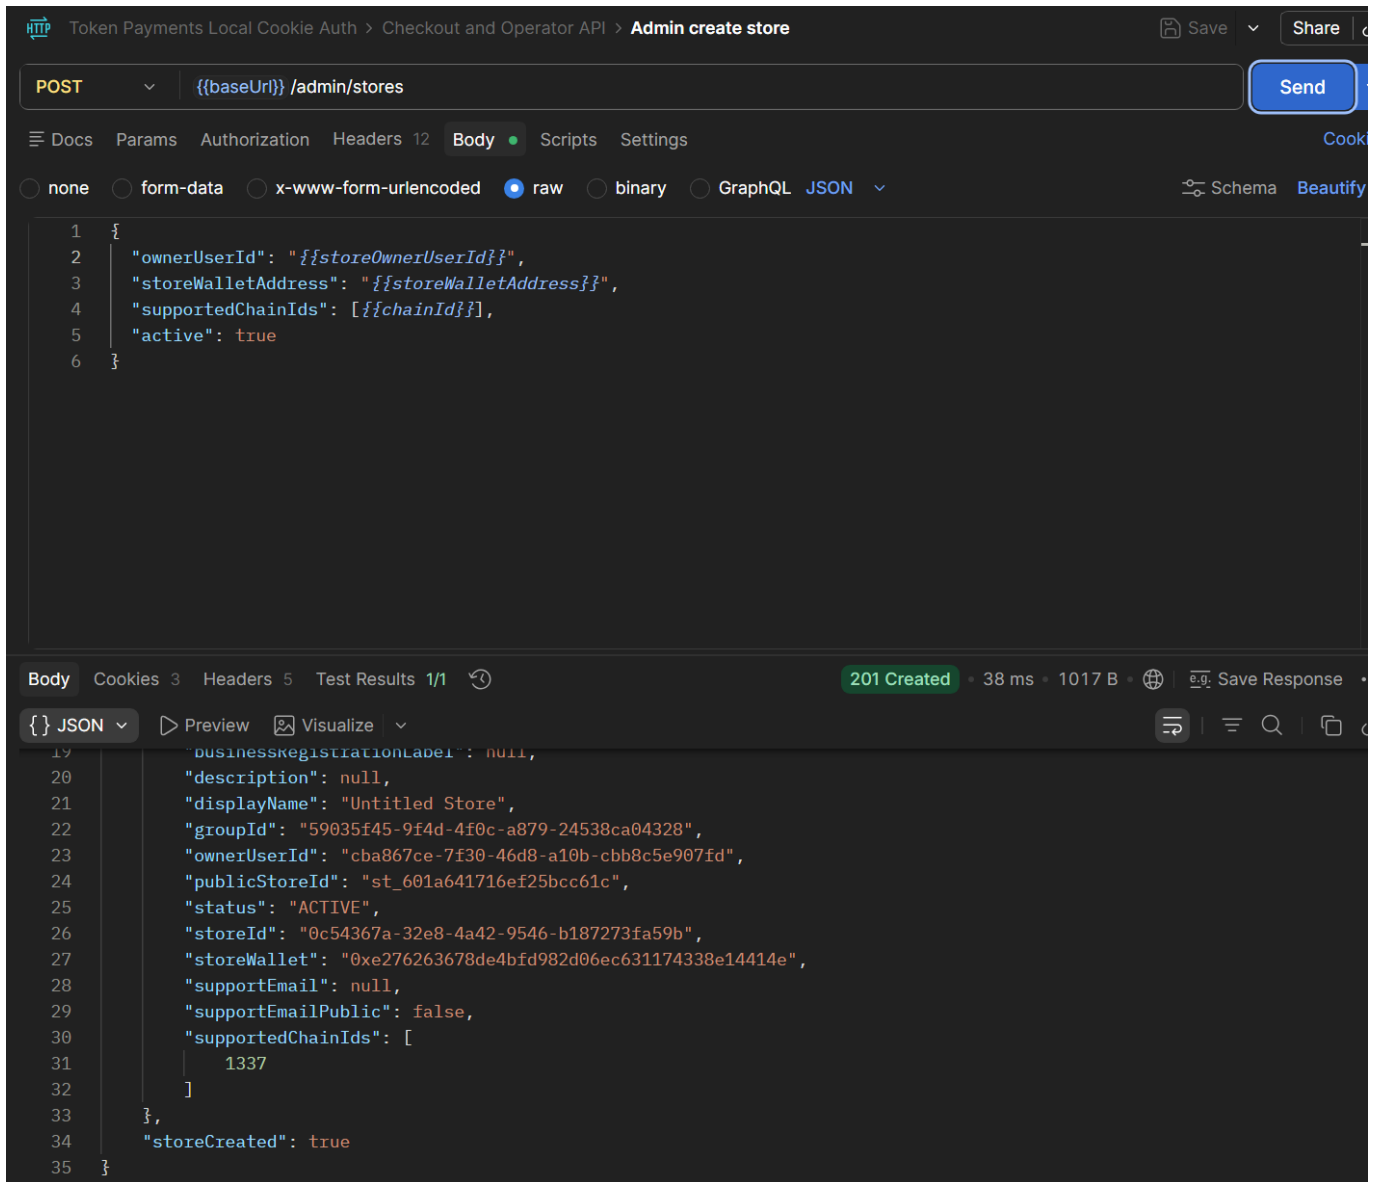 HTTP Token Payments Local Cookie Auth > Checkout and Operator API > Admin create store Save Share
POST {{baseUrl}} /admin/stores Send
Docs Params Authorization Headers 12 Body Scripts Settings Cooki
none form-data x-www-form-urlencoded raw binary GraphQL JSON Schema Beautify
1 {
2 "ownerUserId": "{{storeOwnerUserId}}",
3 "storeWalletAddress": "{{storeWalletAddress}}",
4 "supportedChainIds": [{{chainId}}],
5 "active": true
6 }
Body Cookies 3 Headers 5 Test Results 1/1 201 Created • 38 ms • 1017 B • e.g. Save Response
{} JSON Preview Visualize
19 "businessRegistrationLabel": null,
20 "description": null,
21 "displayName": "Untitled Store",
22 "groupId": "59035f45-9f4d-4f0c-a879-24538ca04328",
23 "ownerUserId": "cba867ce-7f30-46d8-a10b-cbb8c5e907fd",
24 "publicStoreId": "st_601a641716ef25bcc61c",
25 "status": "ACTIVE",
26 "storeId": "0c54367a-32e8-4a42-9546-b187273fa59b",
27 "storeWallet": "0xe276263678de4bfd982d06ec631174338e14414e",
28 "supportEmail": null,
29 "supportEmailPublic": false,
30 "supportedChainIds": [
31 1337
32 ]
33 },
34 "storeCreated": true
35 }